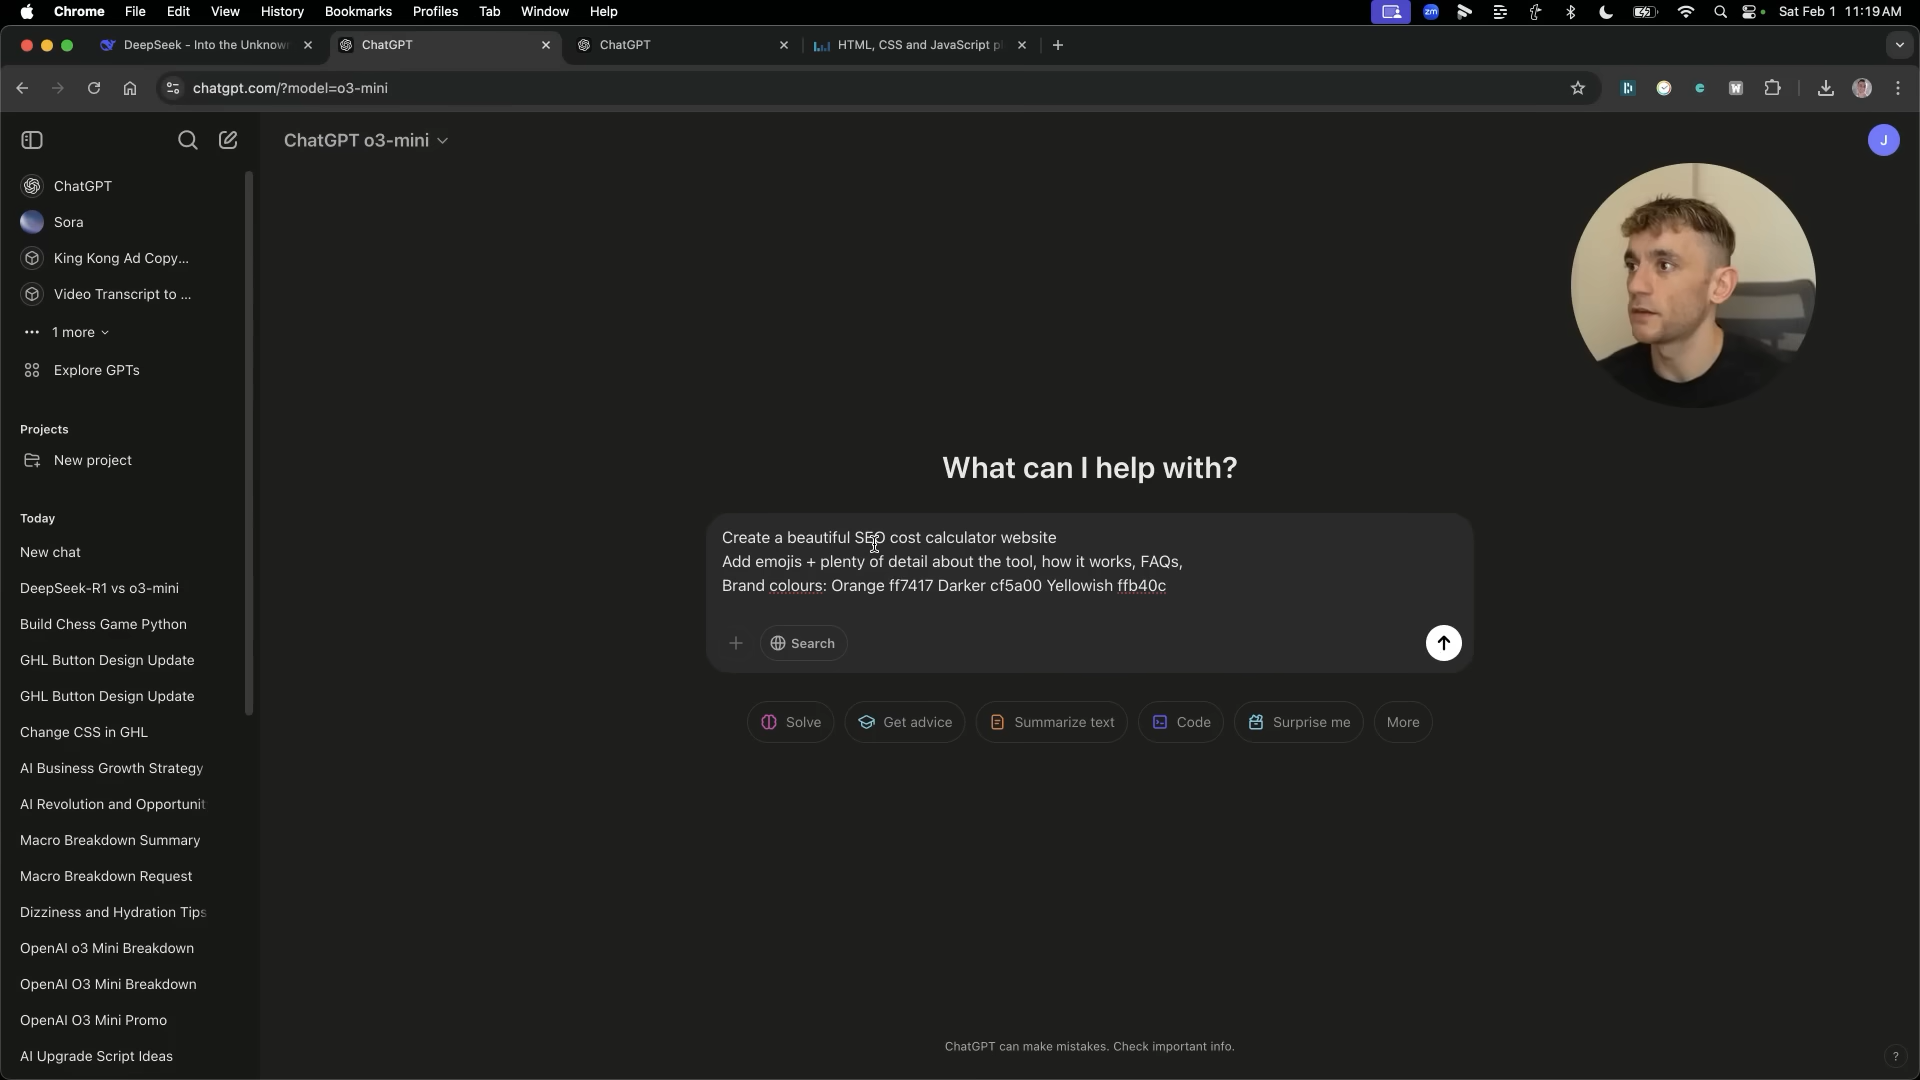 Chrome File Edit View History Bookmarks Profiles Tab Window Help
zm
Sat Feb 1 11:19 AM
DeepSeek - Into the Unknow
ChatGPT
ChatGPT
HTML, CSS and JavaScript p
chatgpt.com/?model=o3-mini
ChatGPT o3-mini
J
ChatGPT
Sora
King Kong Ad Copy...
Video Transcript to ...
1 more
Explore GPTs
Projects
New project
Today
New chat
DeepSeek-R1 vs o3-mini
Build Chess Game Python
GHL Button Design Update
GHL Button Design Update
Change CSS in GHL
AI Business Growth Strategy
AI Revolution and Opportunit
Macro Breakdown Summary
Macro Breakdown Request
Dizziness and Hydration Tips
OpenAI o3 Mini Breakdown
OpenAI O3 Mini Breakdown
OpenAI O3 Mini Promo
AI Upgrade Script Ideas
What can I help with?
Create a beautiful SEO cost calculator website
Add emojis + plenty of detail about the tool, how it works, FAQs,
Brand colours: Orange ff7417 Darker cf5a00 Yellowish ffb40c
Search
Solve
Get advice
Summarize text
Code
Surprise me
More
ChatGPT can make mistakes. Check important info.
?